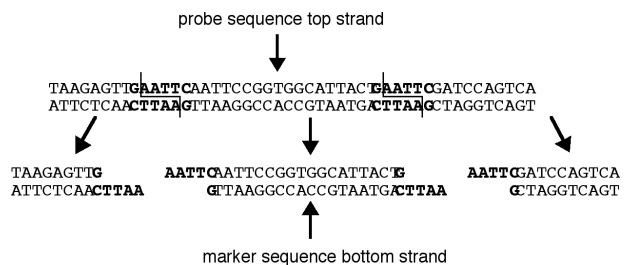 probe sequence top strand
TAAGAGTTGAATTCAATTCCGGTGGCATTACTGAATTCGATCCAGTCA
ATTCTCAACTTAAGTTAAGGCCACCGTAATGACTTAAGCTAGGTCAGT
TAAGAGTTG AATTCAATTCCGGTGGCATTACTG AATTCGATCCAGTCA
ATTCTCAACTTAA GTTAAGGCCACCGTAATGACTTAA GCTAGGTCAGT
marker sequence bottom strand